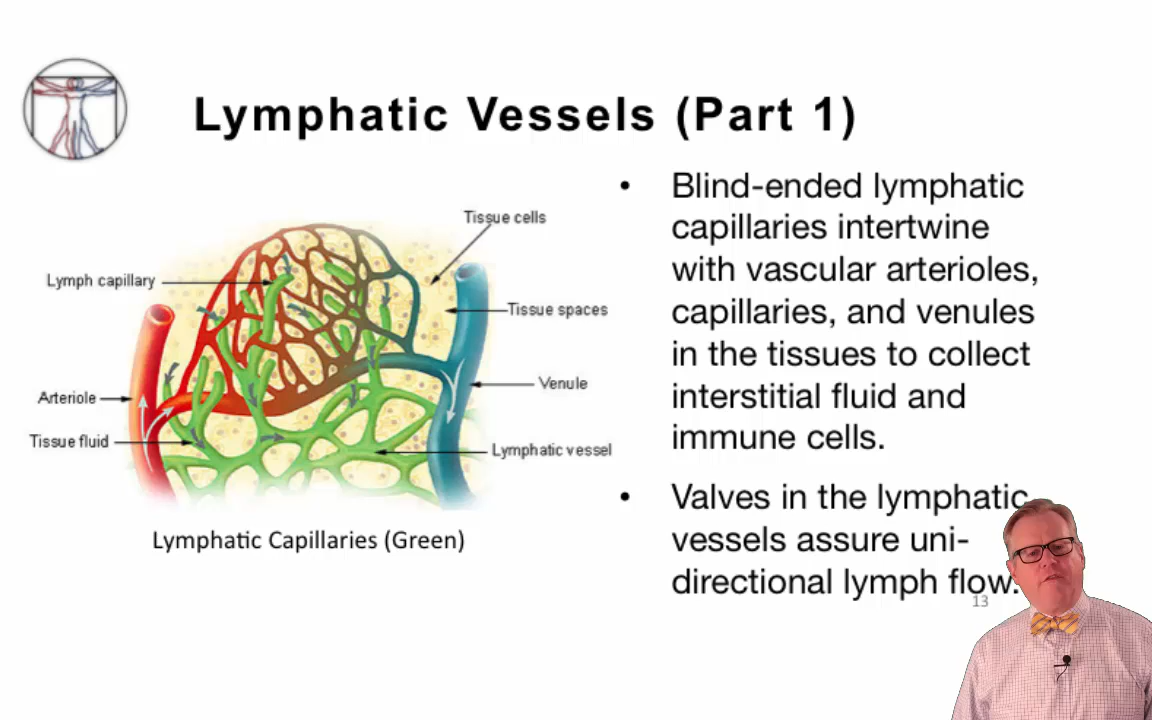 Lymphatic Vessels (Part 1)
Tissue cells
Lymph capillary
Tissue spaces
Venule
Arteriole
Tissue fluid
Lymphatic vessel
Lymphatic Capillaries (Green)
• Blind-ended lymphatic
capillaries intertwine
with vascular arterioles,
capillaries, and venules
in the tissues to collect
interstitial fluid and
immune cells.
• Valves in the lymphatic
vessels assure uni-
directional lymph flow.
13